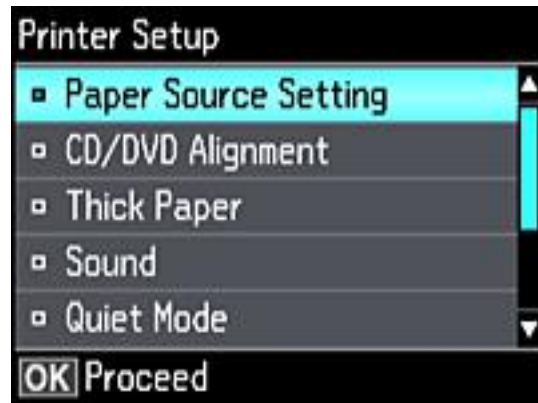 Printer Setup
Paper Source Setting
CD/DVD Alignment
Thick Paper
Sound
Quiet Mode
OK Proceed